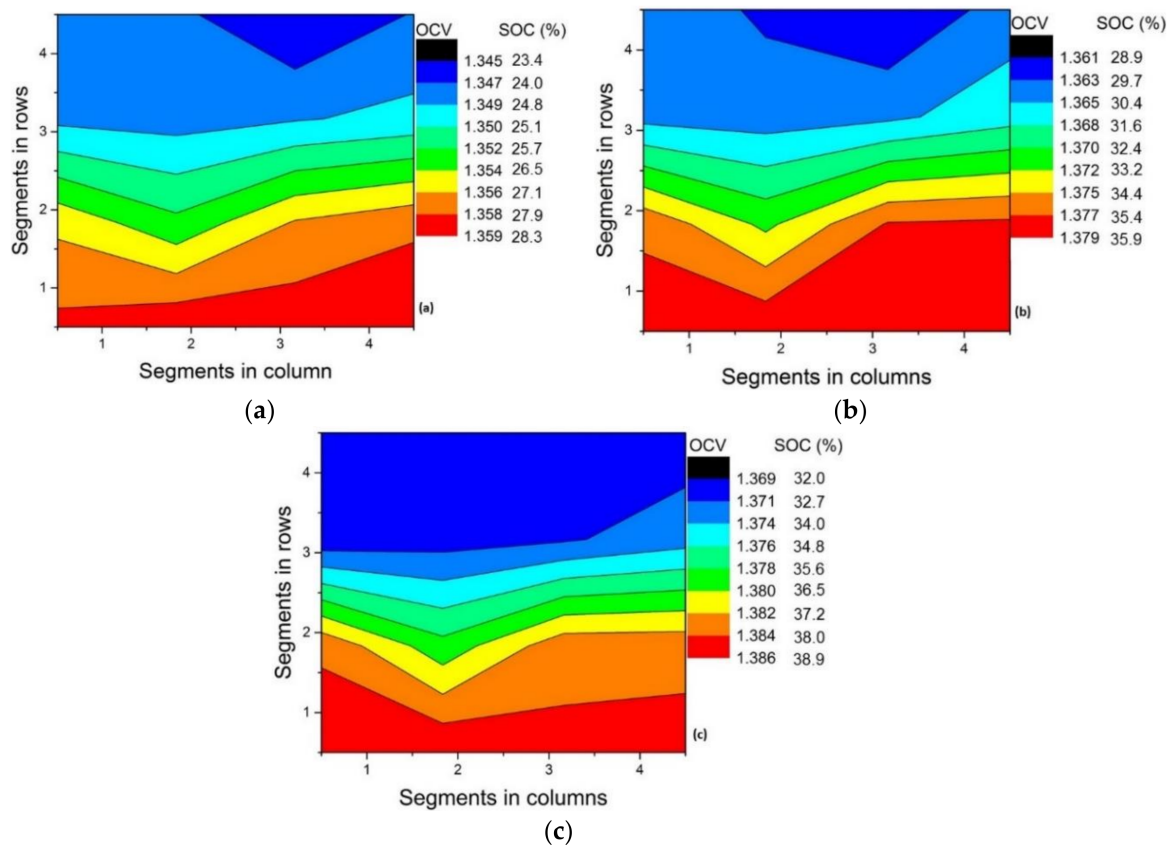 OCV SOC (%)
1.345 23.4
1.347 24.0
1.349 24.8
1.350 25.1
1.352 25.7
1.354 26.5
1.356 27.1
1.358 27.9
1.359 28.3
4
3
2
1
Segments in rows
(a)
1 2 3 4
Segments in column
(a)
OCV SOC (%)
1.361 28.9
1.363 29.7
1.365 30.4
1.368 31.6
1.370 32.4
1.372 33.2
1.375 34.4
1.377 35.4
1.379 35.9
4
3
2
1
Segments in rows
(b)
1 2 3 4
Segments in columns
(b)
OCV SOC (%)
1.369 32.0
1.371 32.7
1.374 34.0
1.376 34.8
1.378 35.6
1.380 36.5
1.382 37.2
1.384 38.0
1.386 38.9
4
3
2
1
Segments in rows
(c)
1 2 3 4
Segments in columns
(c)